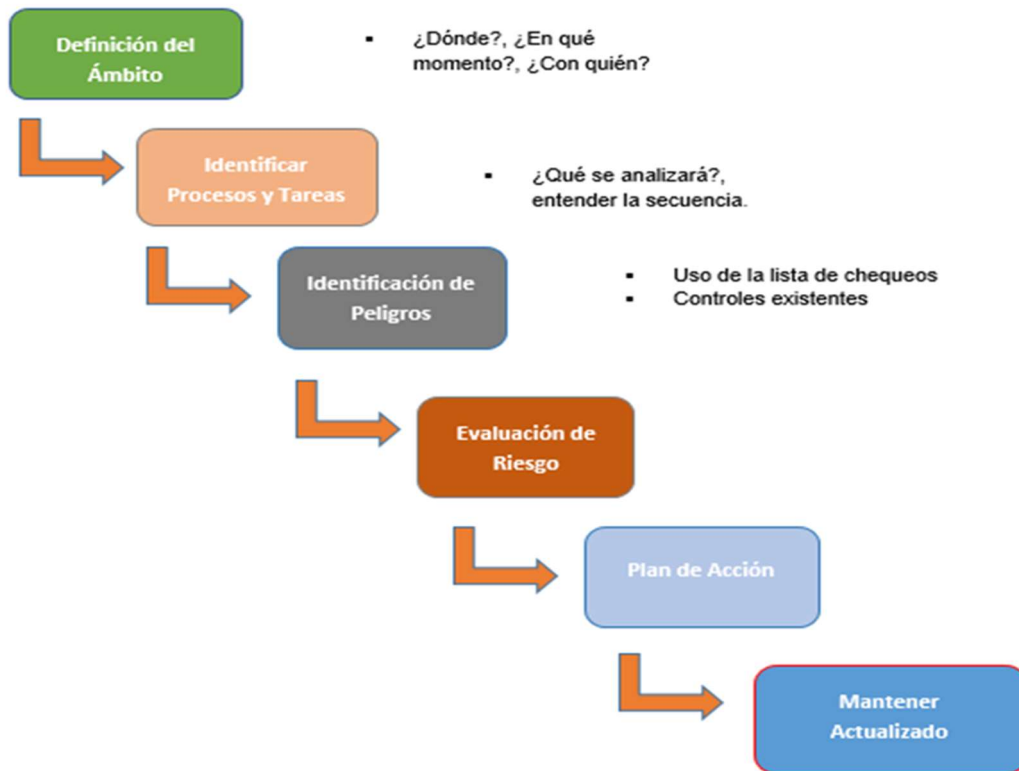 Definición del
Ámbito
▪ ¿Dónde?, ¿En qué
momento?, ¿Con quién?
Identificar
Procesos y Tareas
▪ ¿Qué se analizará?,
entender la secuencia.
Identificación de
Peligros
▪ Uso de la lista de chequeos
▪ Controles existentes
Evaluación de
Riesgo
Plan de Acción
Mantener
Actualizado